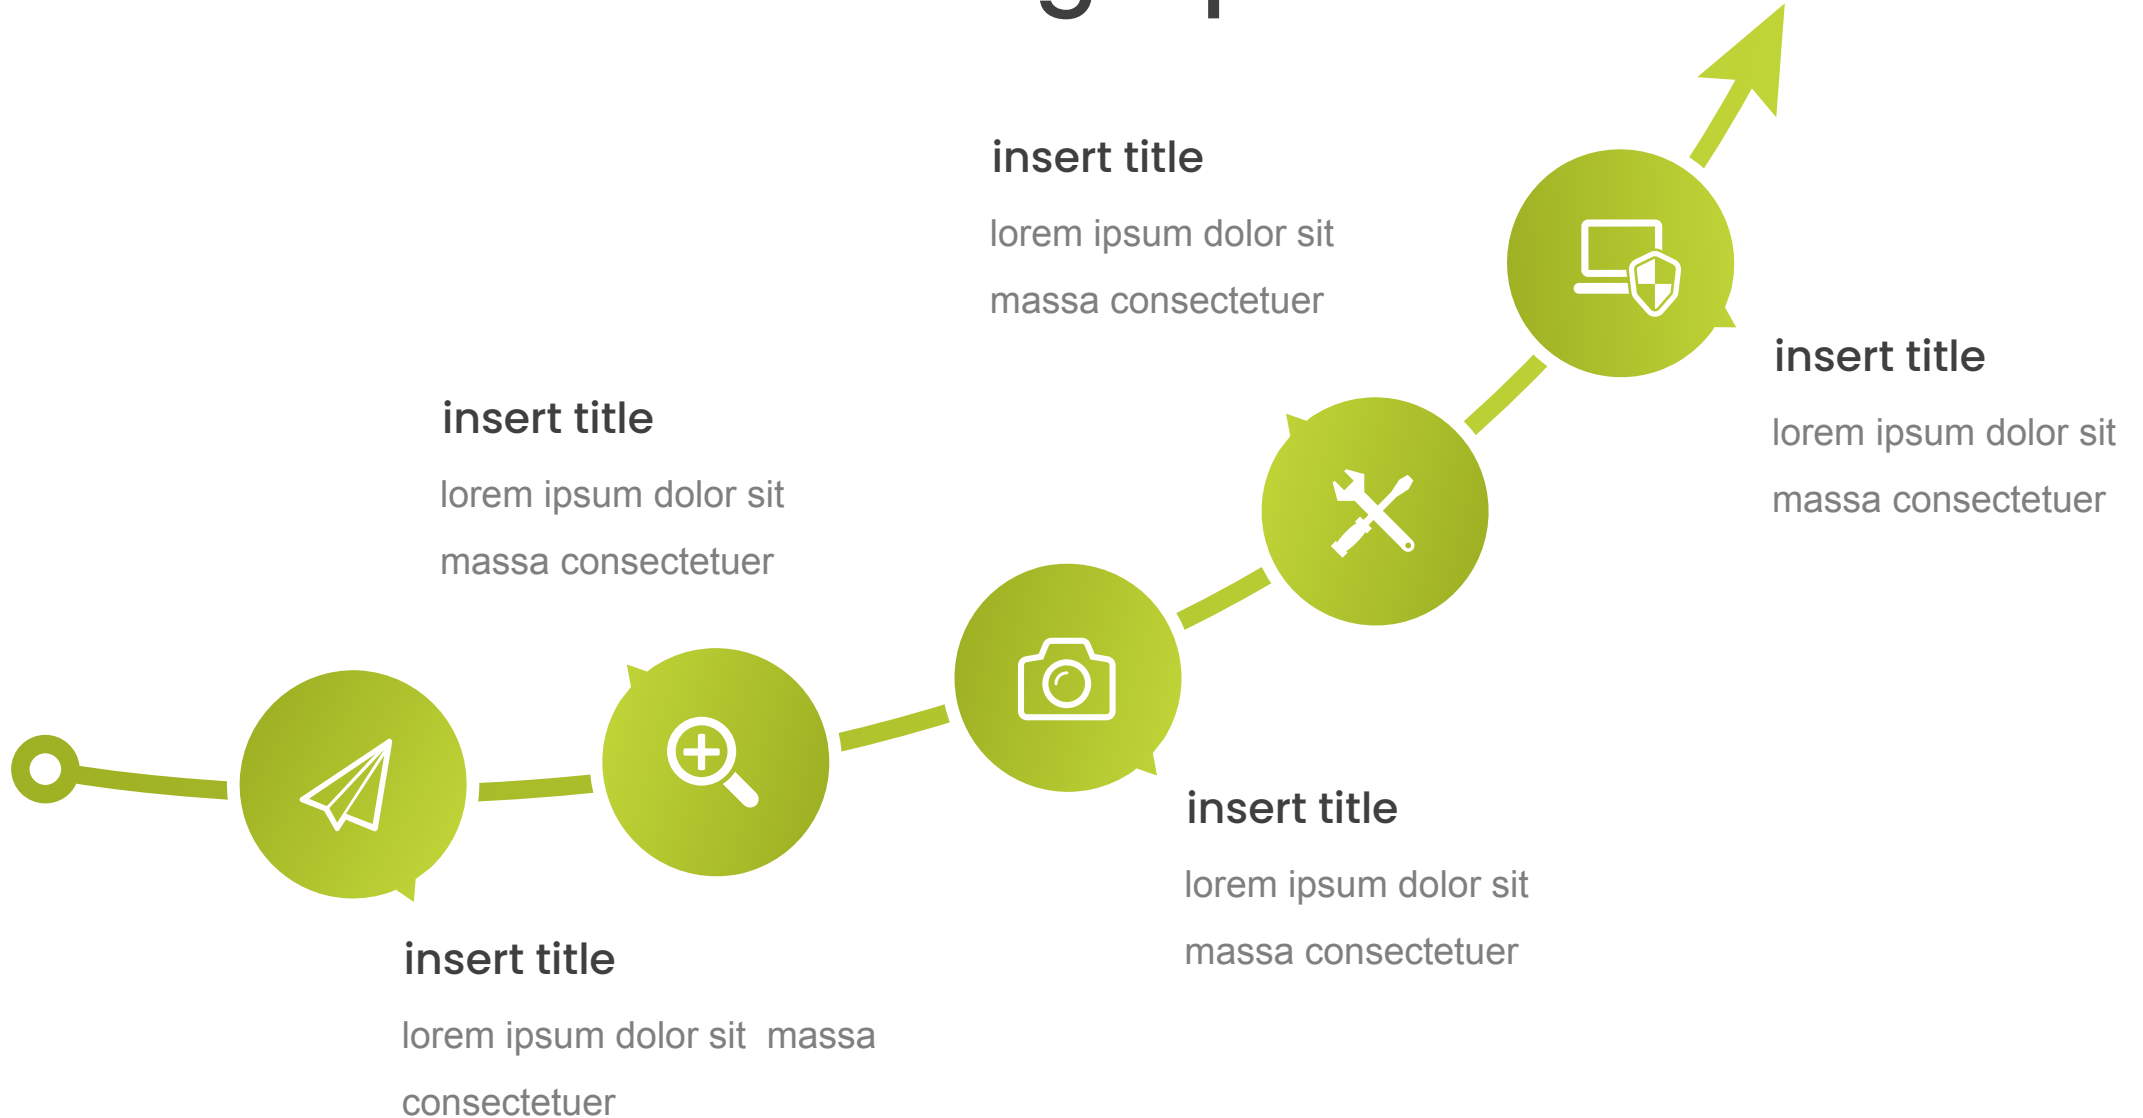 insert title
lorem ipsum dolor sit
massa consectetuer
insert title
lorem ipsum dolor sit
massa consectetuer
insert title
lorem ipsum dolor sit
massa consectetuer
insert title
lorem ipsum dolor sit
massa consectetuer
insert title
lorem ipsum dolor sit  massa
consectetuer